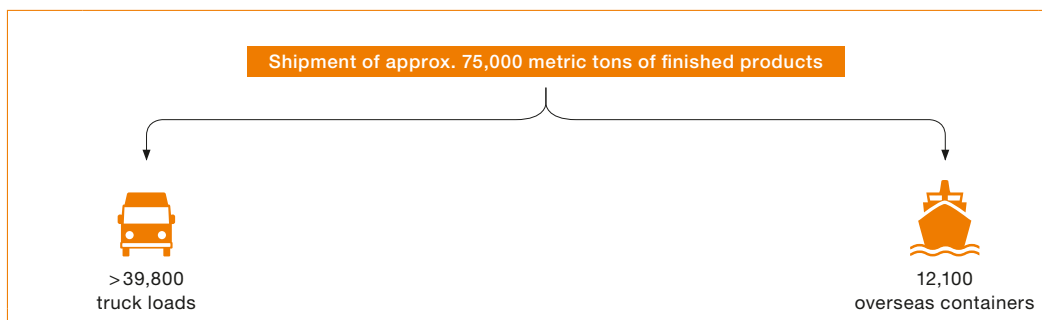 Shipment of approx. 75,000 metric tons of finished products
>39,800
truck loads
12,100
overseas containers